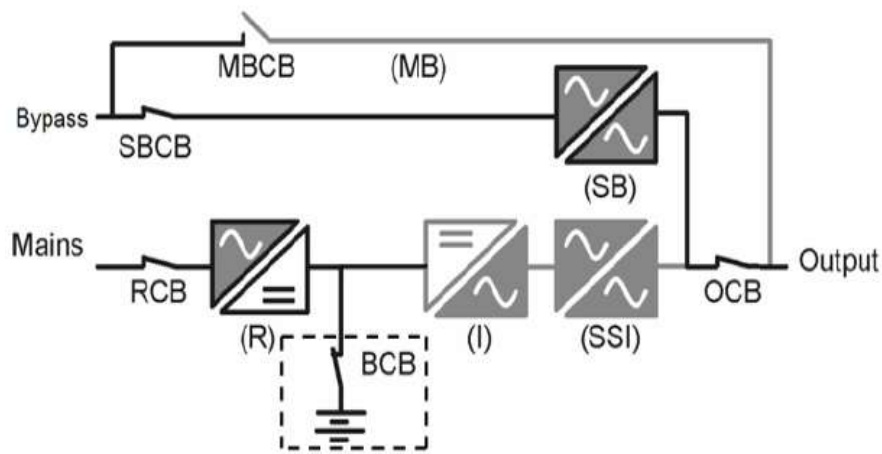 MBCB
(MB)
Bypass
SBCB
(SB)
Mains
Output
RCB
OCB
(R)
(I)
(SSI)
BCB